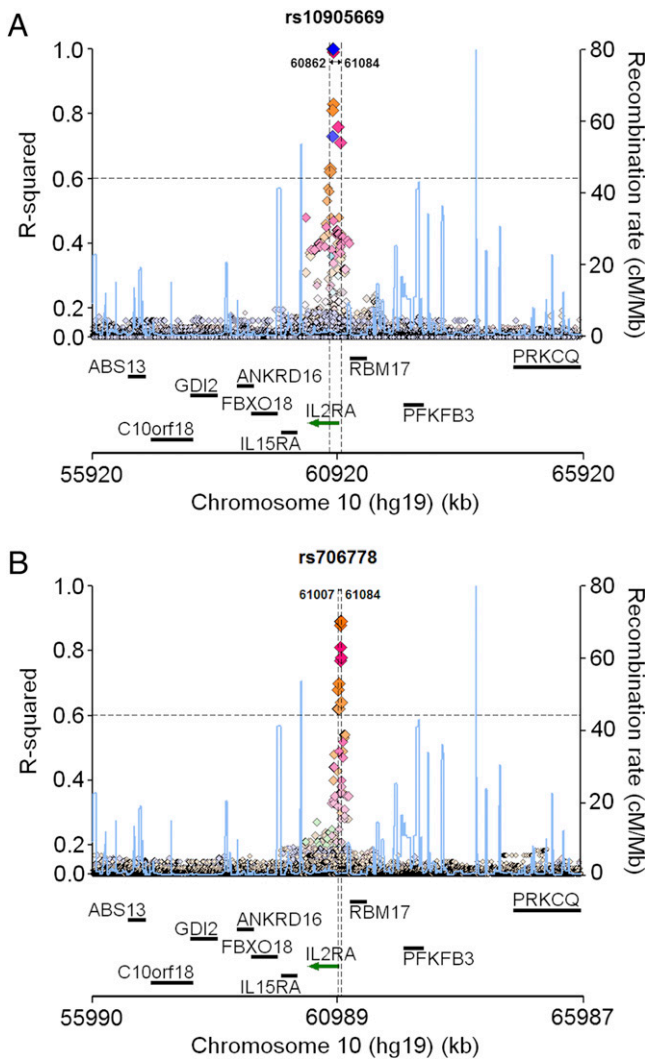 A
rs10905669
1.0
0.8
0.6
0.4
0.2
0.0
R-squared
60862
61084
80
60
40
20
0
Recombination rate (cM/Mb)
ABS13
GDI2
C10orf18
ANKRD16
FBXO18
IL15RA
IL2RA
RBM17
PFKFB3
PRKCQ
55920
60920
65920
Chromosome 10 (hg19) (kb)
B
rs706778
1.0
0.8
0.6
0.4
0.2
0.0
R-squared
61007
61084
80
60
40
20
0
Recombination rate (cM/Mb)
ABS13
GDI2
C10orf18
ANKRD16
FBXO18
IL15RA
IL2RA
RBM17
PFKFB3
PRKCQ
55990
60989
65987
Chromosome 10 (hg19) (kb)